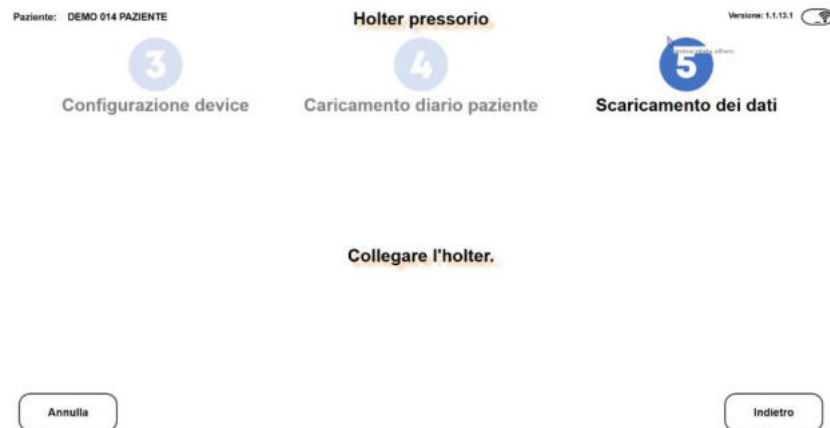 Paziente: DEMO 014 PAZIENTE
Holter pressorio
Versione: 1.1.13.1
3
4
5
Configurazione device
Caricamento diario paziente
Scaricamento dei dati
Collegare l'holter.
Annulla
Indietro